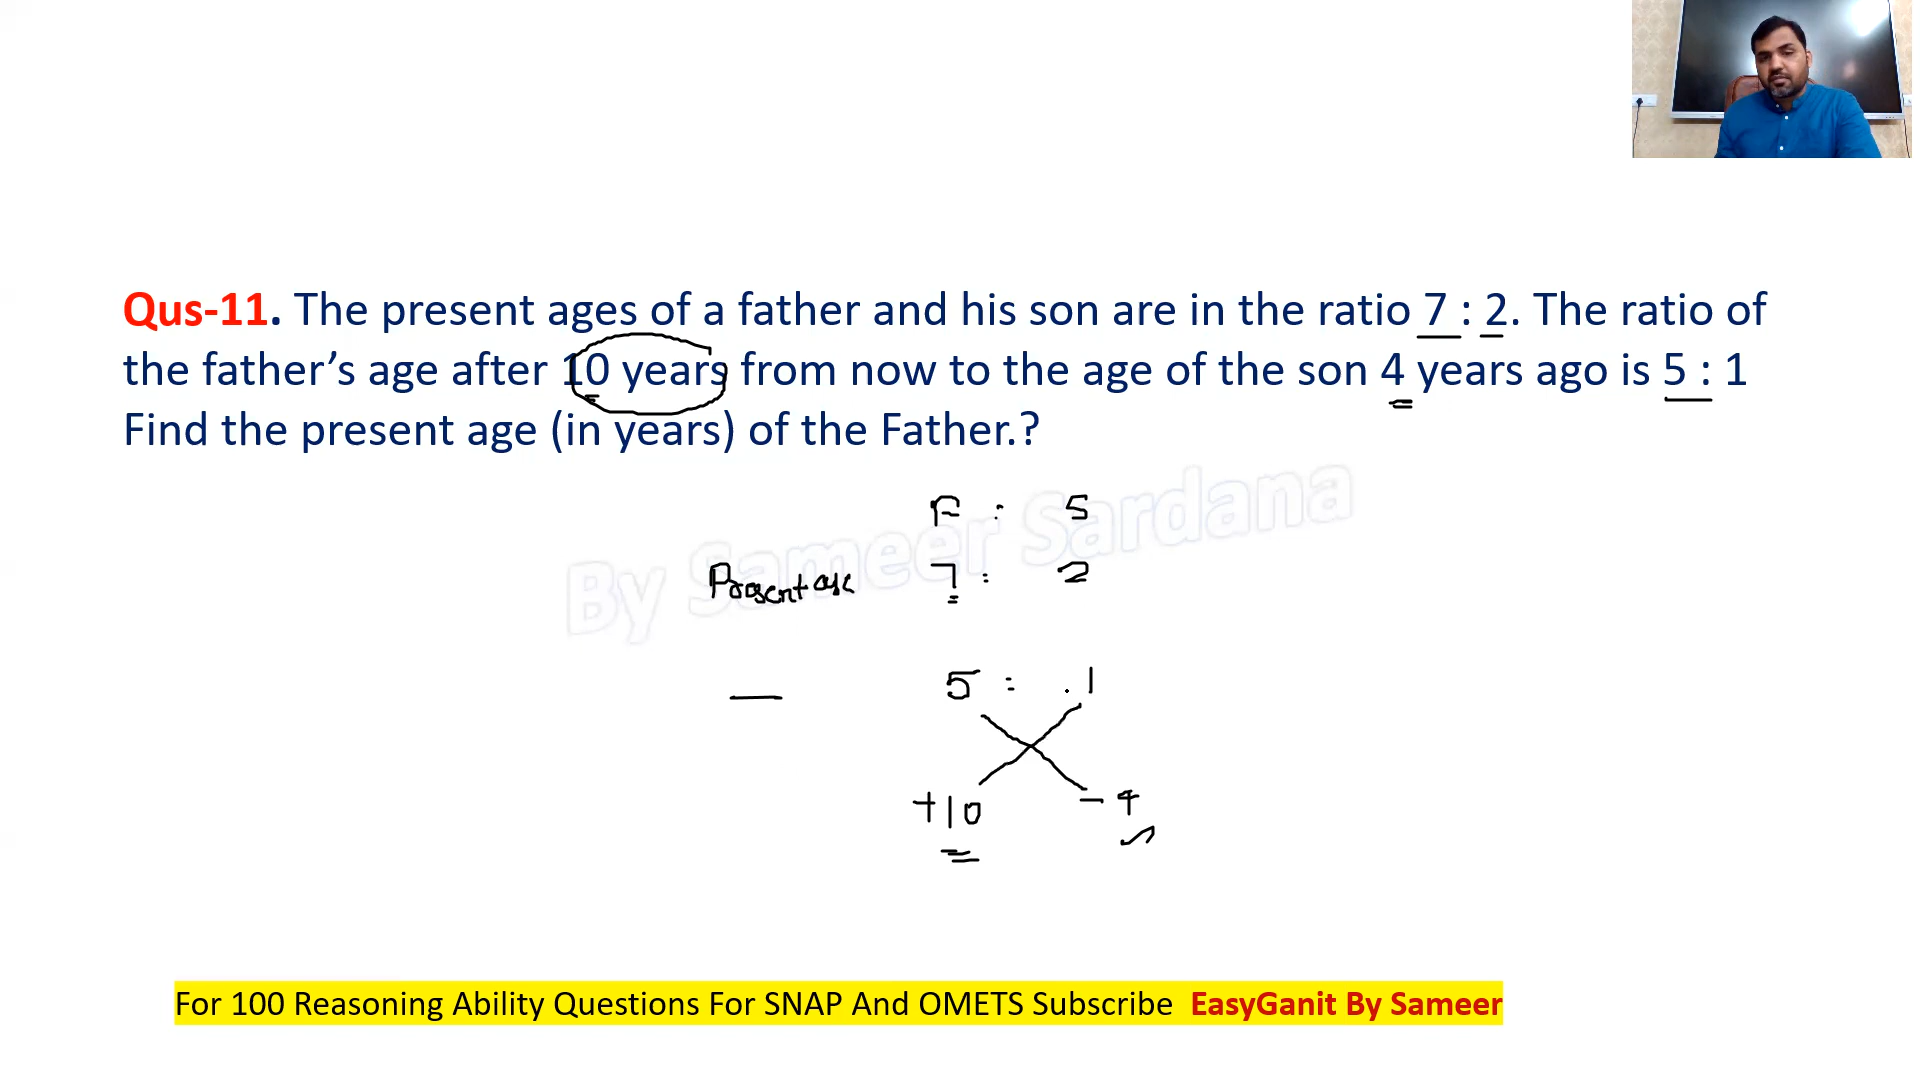 Qus-11. The present ages of a father and his son are in the ratio 7 : 2. The ratio of
the father’s age after 10 years from now to the age of the son 4 years ago is 5 : 1
Find the present age (in years) of the Father.?
By Sameer Sardana
F : S
Present age 7 : 2
5 : 1
+10 -4
For 100 Reasoning Ability Questions For SNAP And OMETS Subscribe EasyGanit By Sameer